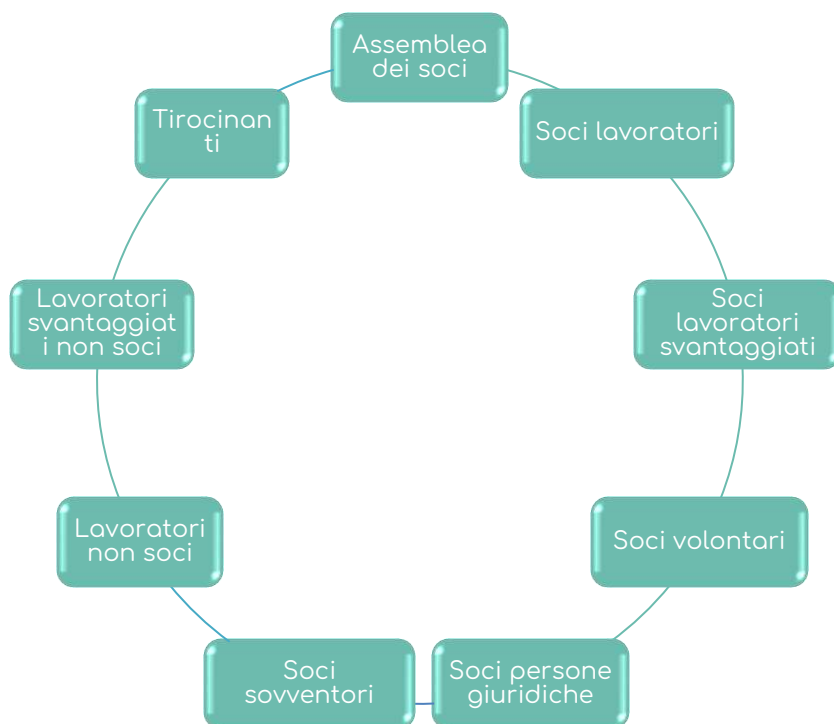 Assemblea
dei soci
Soci lavoratori
Soci
lavoratori
svantaggiati
Soci volontari
Soci persone
giuridiche
Soci
sovventori
Lavoratori
non soci
Lavoratori
svantaggiat
i non soci
Tirocinan
ti